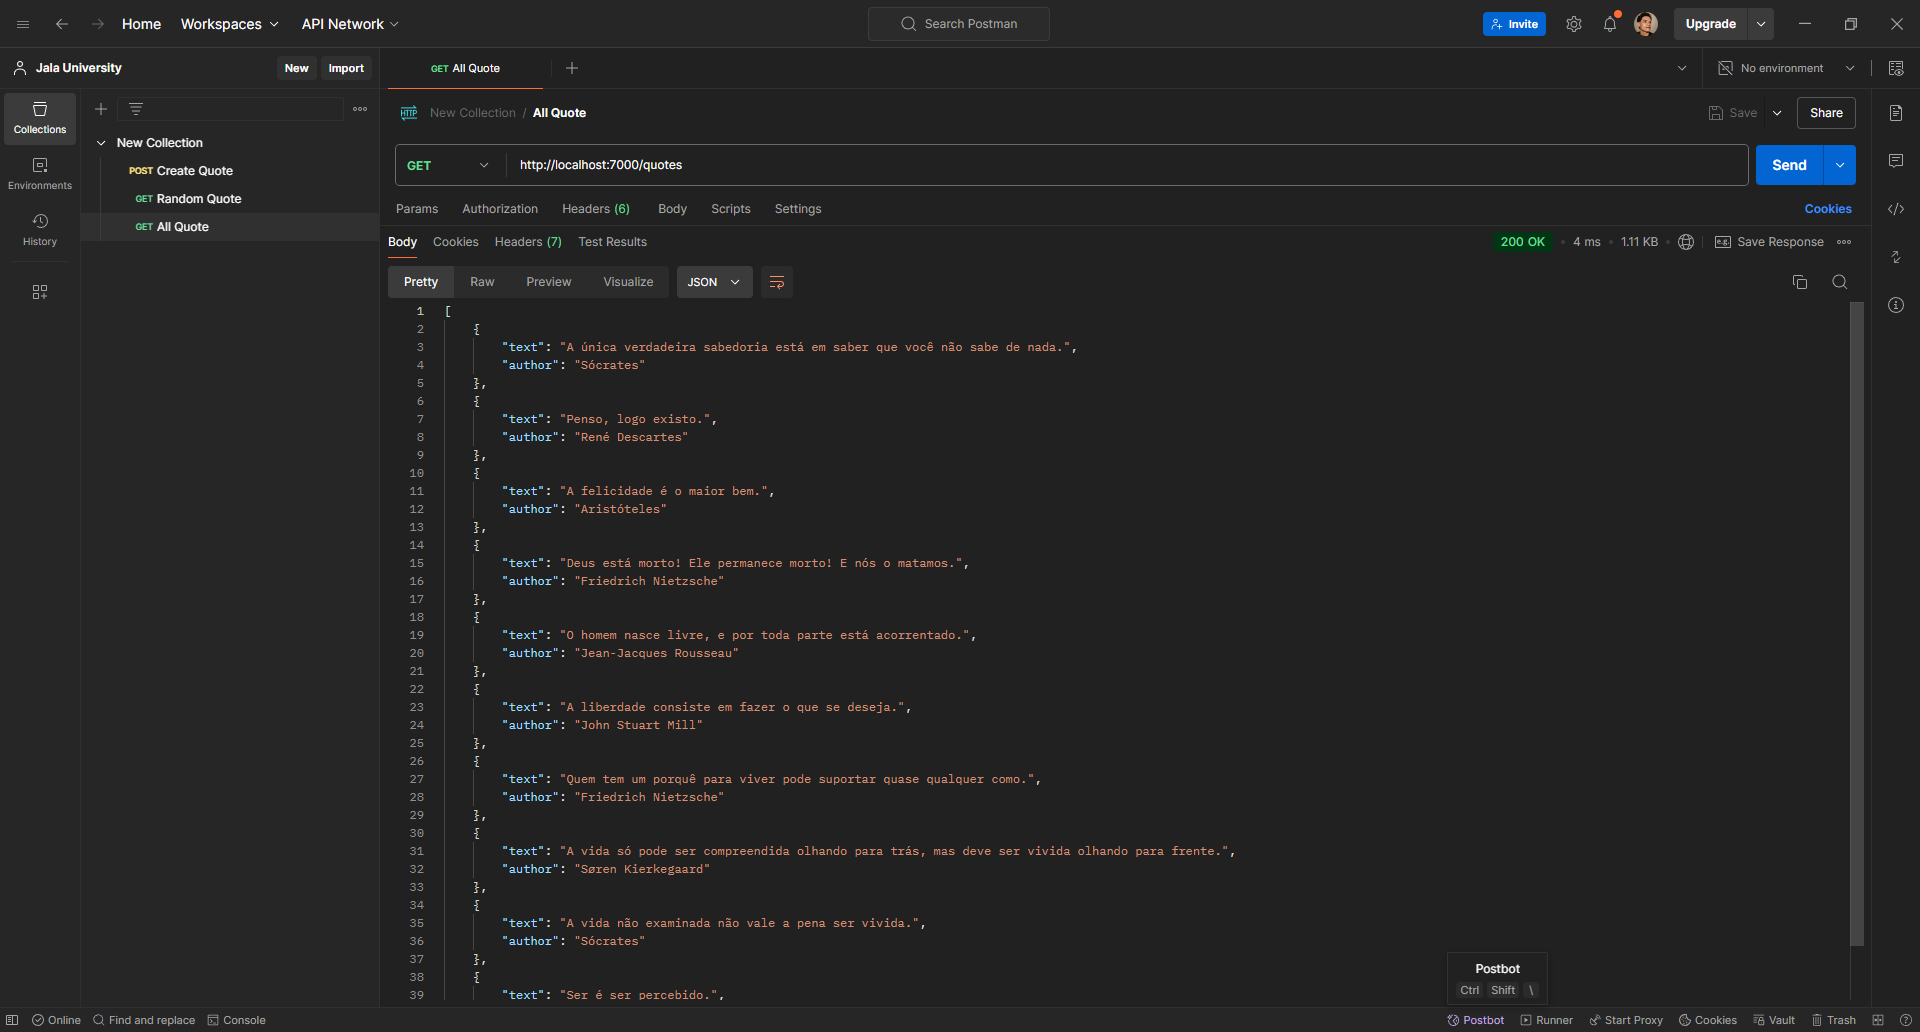 Home Workspaces API Network Search Postman Invite Upgrade
Jala University New Import GET All Quote No environment
Collections
Environments
History
New Collection
POST Create Quote
GET Random Quote
GET All Quote
HTTP New Collection / All Quote Save Share
GET http://localhost:7000/quotes Send
Params Authorization Headers (6) Body Scripts Settings Cookies
Body Cookies Headers (7) Test Results 200 OK • 4 ms • 1.11 KB • e.g. Save Response
Pretty Raw Preview Visualize JSON
1 [
2 {
3 "text": "A única verdadeira sabedoria está em saber que você não sabe de nada.",
4 "author": "Sócrates"
5 },
6 {
7 "text": "Penso, logo existo.",
8 "author": "René Descartes"
9 },
10 {
11 "text": "A felicidade é o maior bem.",
12 "author": "Aristóteles"
13 },
14 {
15 "text": "Deus está morto! Ele permanece morto! E nós o matamos.",
16 "author": "Friedrich Nietzsche"
17 },
18 {
19 "text": "O homem nasce livre, e por toda parte está acorrentado.",
20 "author": "Jean-Jacques Rousseau"
21 },
22 {
23 "text": "A liberdade consiste em fazer o que se deseja.",
24 "author": "John Stuart Mill"
25 },
26 {
27 "text": "Quem tem um porquê para viver pode suportar quase qualquer como.",
28 "author": "Friedrich Nietzsche"
29 },
30 {
31 "text": "A vida só pode ser compreendida olhando para trás, mas deve ser vivida olhando para frente.",
32 "author": "Søren Kierkegaard"
33 },
34 {
35 "text": "A vida não examinada não vale a pena ser vivida.",
36 "author": "Sócrates"
37 },
38 {
39 "text": "Ser é ser percebido.",
Postbot
Ctrl Shift \
Online Find and replace Console Postbot Runner Start Proxy Cookies Vault Trash